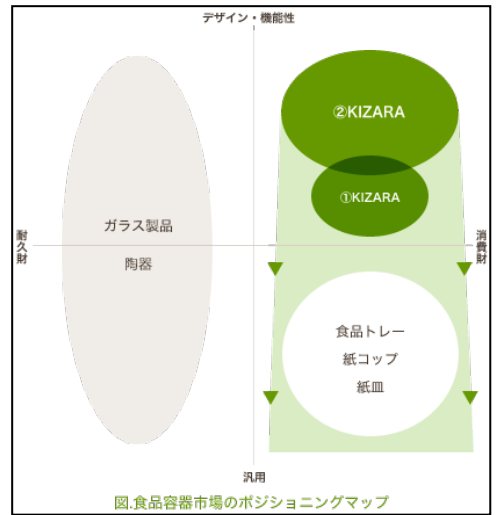 デザイン・機能性
②KIZARA
①KIZARA
ガラス製品
陶器
耐久財
消費財
食品トレー
紙コップ
紙皿
汎用
図.食品容器市場のポジショニングマップ